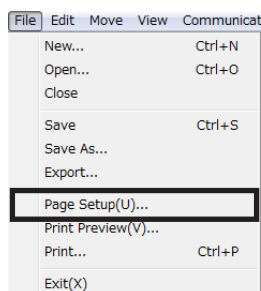 File Edit Move View Communicat
New... Ctrl+N
Open... Ctrl+O
Close
Save Ctrl+S
Save As...
Export...
Page Setup(U)...
Print Preview(V)...
Print... Ctrl+P
Exit(X)